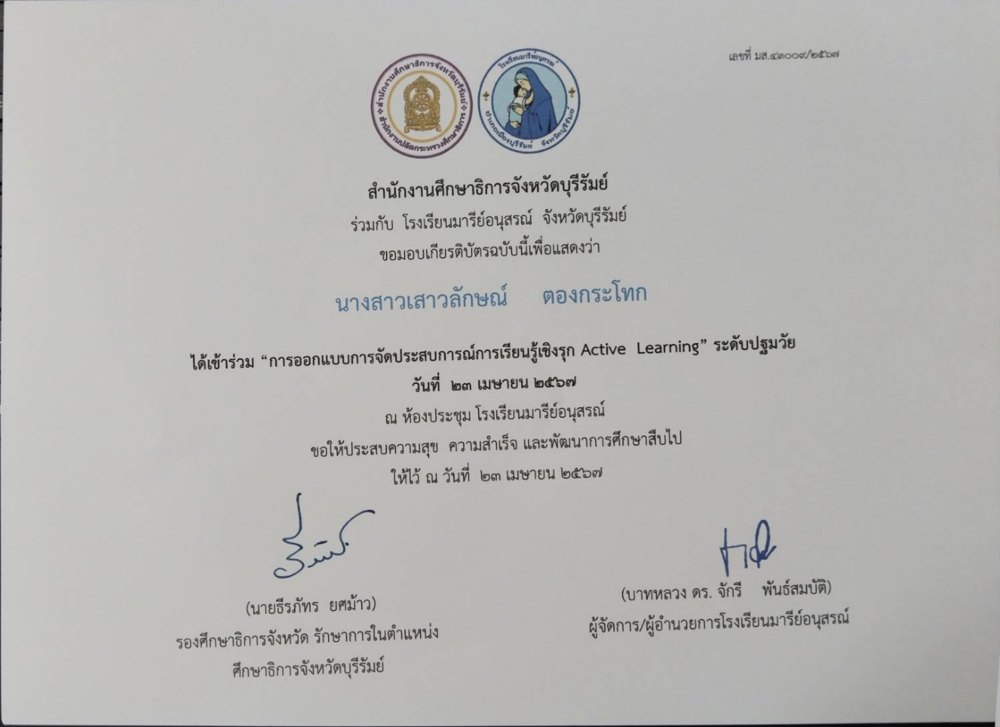 เลขที่ มส.๔๓๐๐๙/๒๕๖๗
สำนักงานศึกษาธิการจังหวัดบุรีรัมย์
สำนักงานปลัดกระทรวงศึกษาธิการ
โรงเรียนมารีย์อนุสรณ์
อำเภอเมืองบุรีรัมย์ จังหวัดบุรีรัมย์
สำนักงานศึกษาธิการจังหวัดบุรีรัมย์
ร่วมกับ โรงเรียนมารีย์อนุสรณ์ จังหวัดบุรีรัมย์
ขอมอบเกียรติบัตรฉบับนี้เพื่อแสดงว่า
นางสาวเสาวลักษณ์ ตองกระโทก
ได้เข้าร่วม “การออกแบบการจัดประสบการณ์การเรียนรู้เชิงรุก Active Learning” ระดับปฐมวัย
วันที่ ๒๓ เมษายน ๒๕๖๗
ณ ห้องประชุม โรงเรียนมารีย์อนุสรณ์
ขอให้ประสบความสุข ความสำเร็จ และพัฒนาการศึกษาสืบไป
ให้ไว้ ณ วันที่ ๒๓ เมษายน ๒๕๖๗
(นายธีรภัทร ยศม้าว)
รองศึกษาธิการจังหวัด รักษาการในตำแหน่ง
ศึกษาธิการจังหวัดบุรีรัมย์
(บาทหลวง ดร. จักรี พันธ์สมบัติ)
ผู้จัดการ/ผู้อำนวยการโรงเรียนมารีย์อนุสรณ์